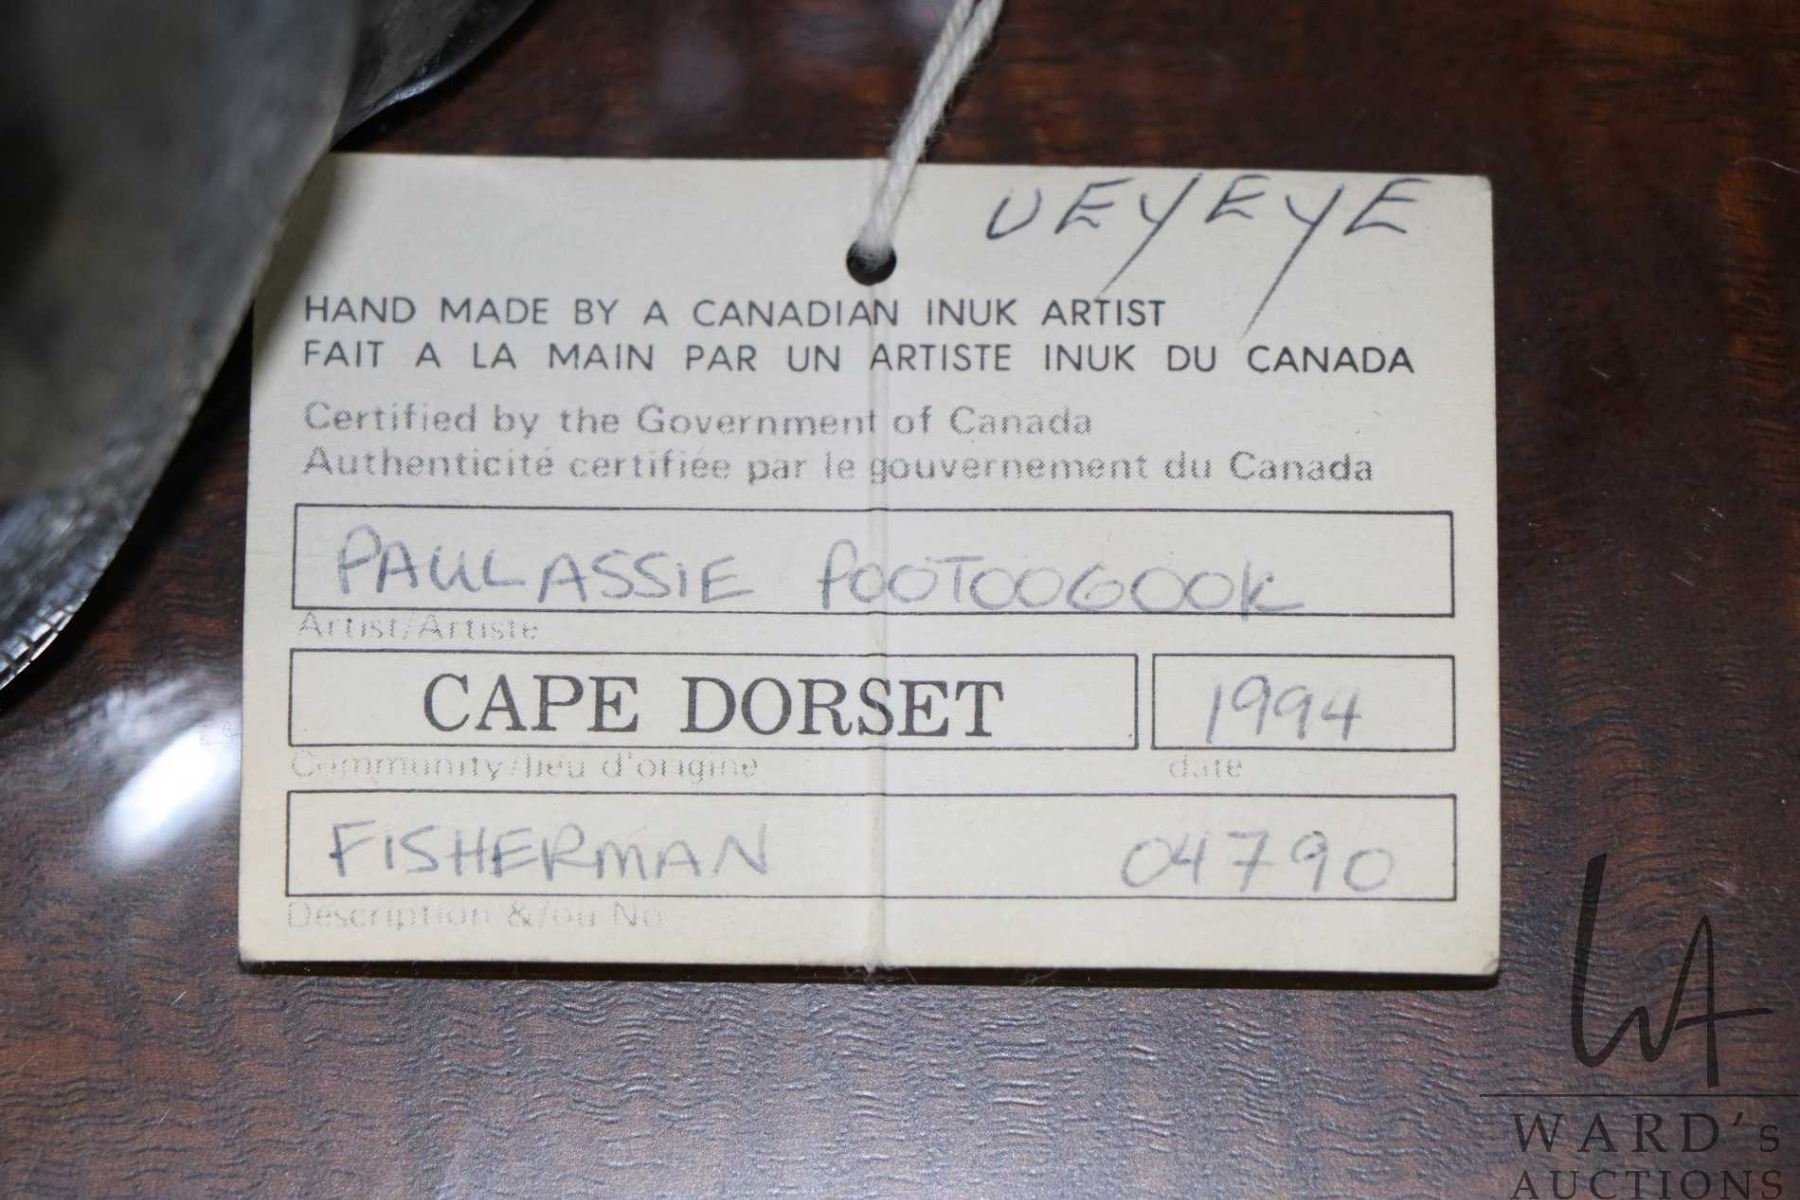 UEYEYE
HAND MADE BY A CANADIAN INUK ARTIST
FAIT A LA MAIN PAR UN ARTISTE INUK DU CANADA
Certified by the Government of Canada
Authenticité certifiée par le gouvernement du Canada
PAULASSIE POOTOOGOOK
Artist/Artiste
CAPE DORSET 1994
Community/lieu d'origine date
FISHERMAN 04790
Description &/ou No
WA
WARD's
AUCTIONS